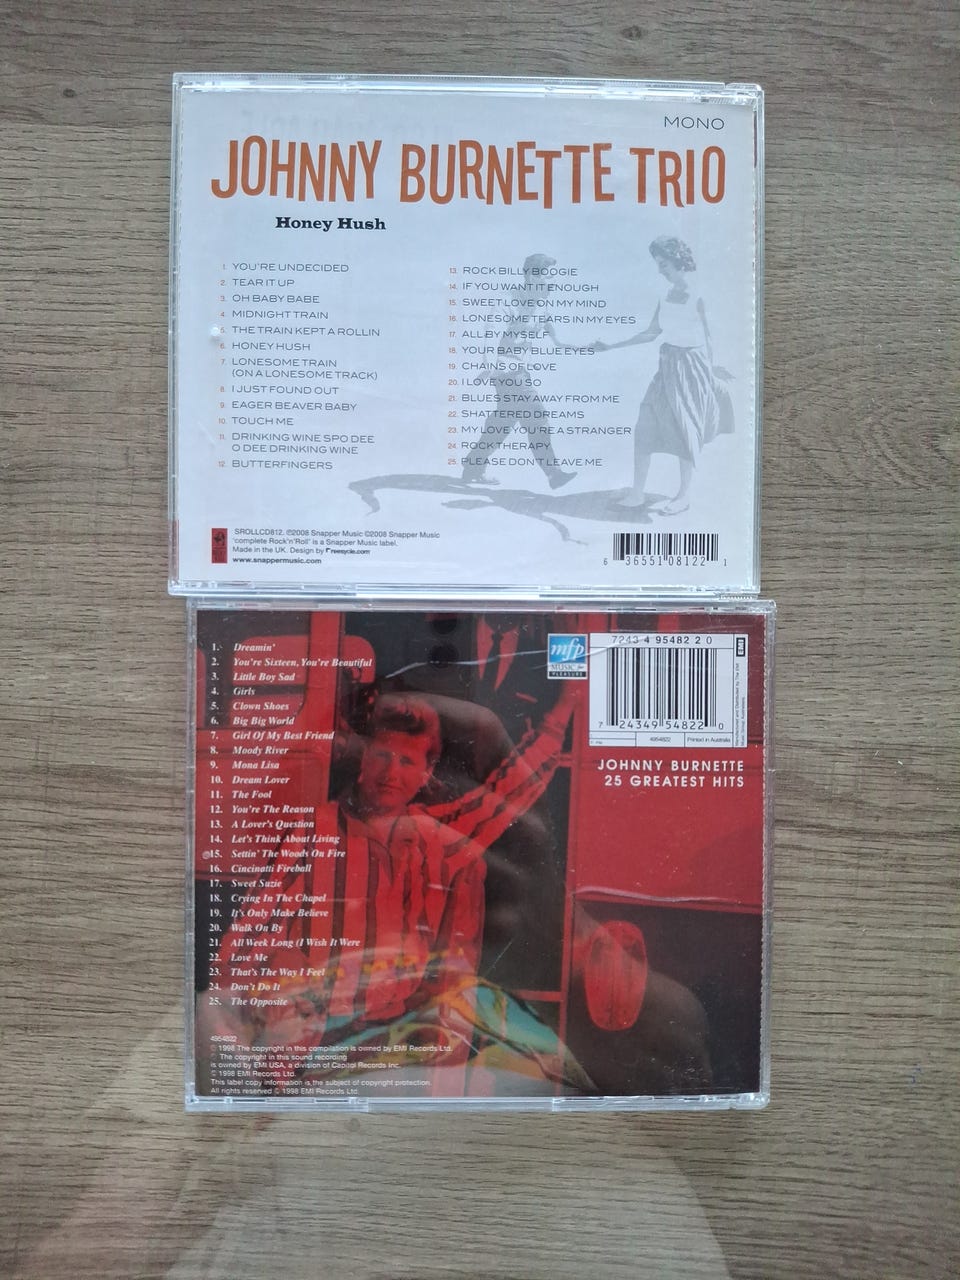 MONO
JOHNNY BURNETTE TRIO
Honey Hush
1. YOU'RE UNDECIDED
2. TEAR IT UP
3. OH BABY BABE
4. MIDNIGHT TRAIN
5. THE TRAIN KEPT A ROLLIN
6. HONEY HUSH
7. LONESOME TRAIN
(ON A LONESOME TRACK)
8. I JUST FOUND OUT
9. EAGER BEAVER BABY
10. TOUCH ME
11. DRINKING WINE SPO DEE
O DEE DRINKING WINE
12. BUTTERFINGERS
13. ROCK BILLY BOOGIE
14. IF YOU WANT IT ENOUGH
15. SWEET LOVE ON MY MIND
16. LONESOME TEARS IN MY EYES
17. ALL BY MYSELF
18. YOUR BABY BLUE EYES
19. CHAINS OF LOVE
20. I LOVE YOU SO
21. BLUES STAY AWAY FROM ME
22. SHATTERED DREAMS
23. MY LOVE YOU'RE A STRANGER
24. ROCK THERAPY
25. PLEASE DON'T LEAVE ME
SROLLCD812. ℗2008 Snapper Music ©2008 Snapper Music
'complete Rock'n'Roll' is a Snapper Music label.
Made in the UK. Design by Freesycle.com
www.snappermusic.com
6 36551 08122 1
1. Dreamin'
2. You're Sixteen, You're Beautiful
3. Little Boy Sad
4. Girls
5. Clown Shoes
6. Big Big World
7. Girl Of My Best Friend
8. Moody River
9. Mona Lisa
10. Dream Lover
11. The Fool
12. You're The Reason
13. A Lover's Question
14. Let's Think About Living
15. Settin' The Woods On Fire
16. Cincinatti Fireball
17. Sweet Suzie
18. Crying In The Chapel
19. It's Only Make Believe
20. Walk On By
21. All Week Long (I Wish It Were
22. Love Me
23. That's The Way I Feel
24. Don't Do It
25. The Opposite
mfp
MUSIC for
PLEASURE
7243 4 95482 2 0
EMI
7 24349 54822 0
4954822
Printed in Australia
JOHNNY BURNETTE
25 GREATEST HITS
4954822
℗ 1998 The copyright in this compilation is owned by EMI Records Ltd.
© The copyright in this sound recording
is owned by EMI USA, a division of Capitol Records Inc.
© 1998 EMI Records Ltd.
This label copy information is the subject of copyright protection.
All rights reserved © 1998 EMI Records Ltd.